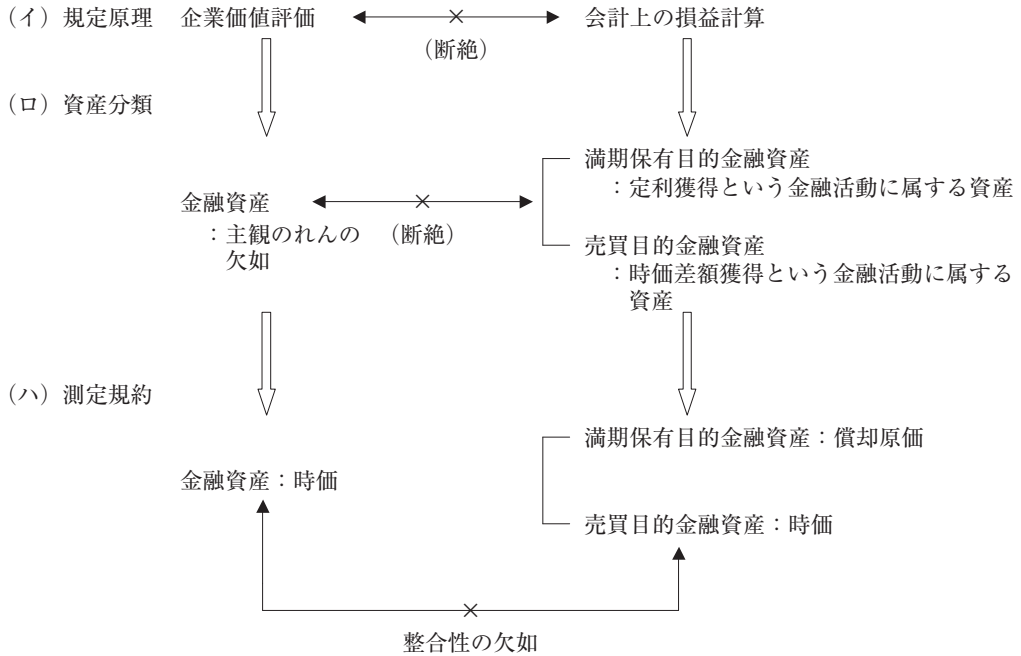 (イ) 規定原理 企業価値評価 会計上の損益計算
(断絶)
(ロ) 資産分類
満期保有目的金融資産
：定利獲得という金融活動に属する資産
金融資産
：主観のれんの (断絶)
欠如
売買目的金融資産
：時価差額獲得という金融活動に属する
資産
(ハ) 測定規約
満期保有目的金融資産：償却原価
金融資産：時価
売買目的金融資産：時価
整合性の欠如